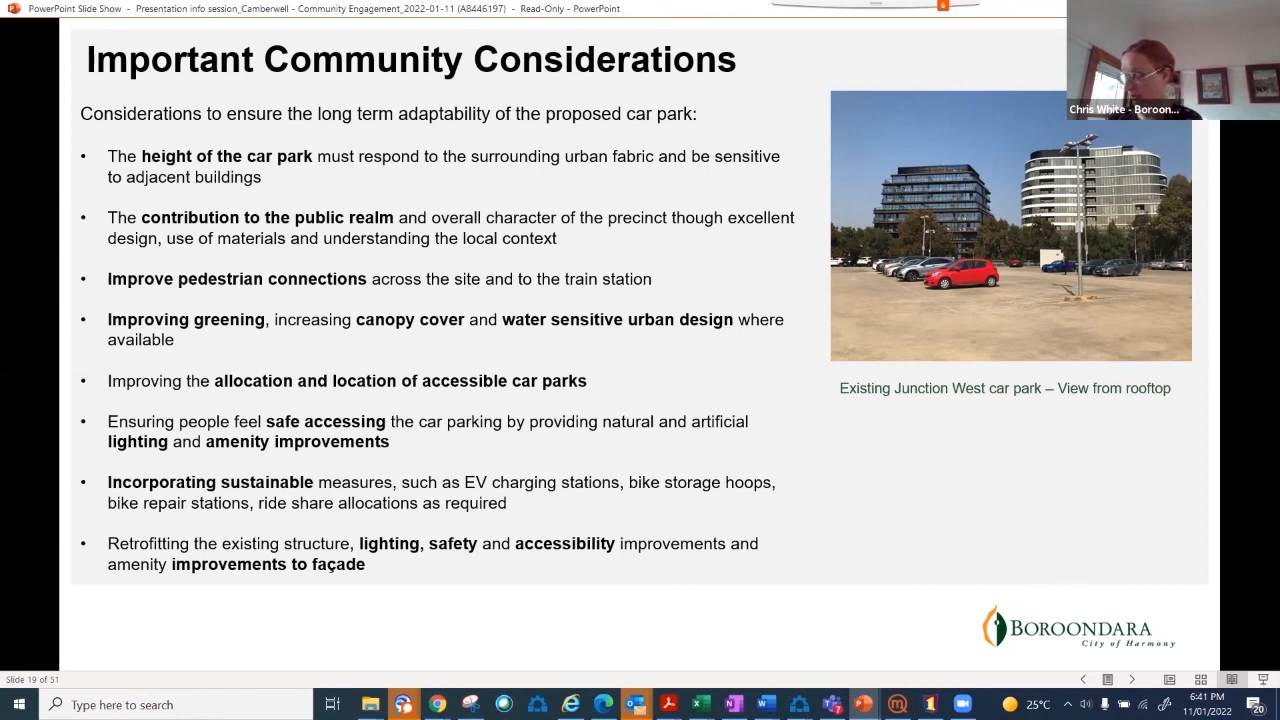 PowerPoint Slide Show - Presentation info session_Camberwell - Community Engagement_2022-01-11 (A8446197) - Read-Only - PowerPoint
6
Important Community Considerations
Chris White - Boroon...
Considerations to ensure the long term adaptability of the proposed car park:
• The height of the car park must respond to the surrounding urban fabric and be sensitive
to adjacent buildings
• The contribution to the public realm and overall character of the precinct though excellent
design, use of materials and understanding the local context
• Improve pedestrian connections across the site and to the train station
• Improving greening, increasing canopy cover and water sensitive urban design where
available
• Improving the allocation and location of accessible car parks
• Ensuring people feel safe accessing the car parking by providing natural and artificial
lighting and amenity improvements
• Incorporating sustainable measures, such as EV charging stations, bike storage hoops,
bike repair stations, ride share allocations as required
• Retrofitting the existing structure, lighting, safety and accessibility improvements and
amenity improvements to façade
Existing Junction West car park – View from rooftop
BOROONDARA
City of Harmony
Slide 19 of 51
Type here to search
25°C
6:41 PM
11/01/2022
20